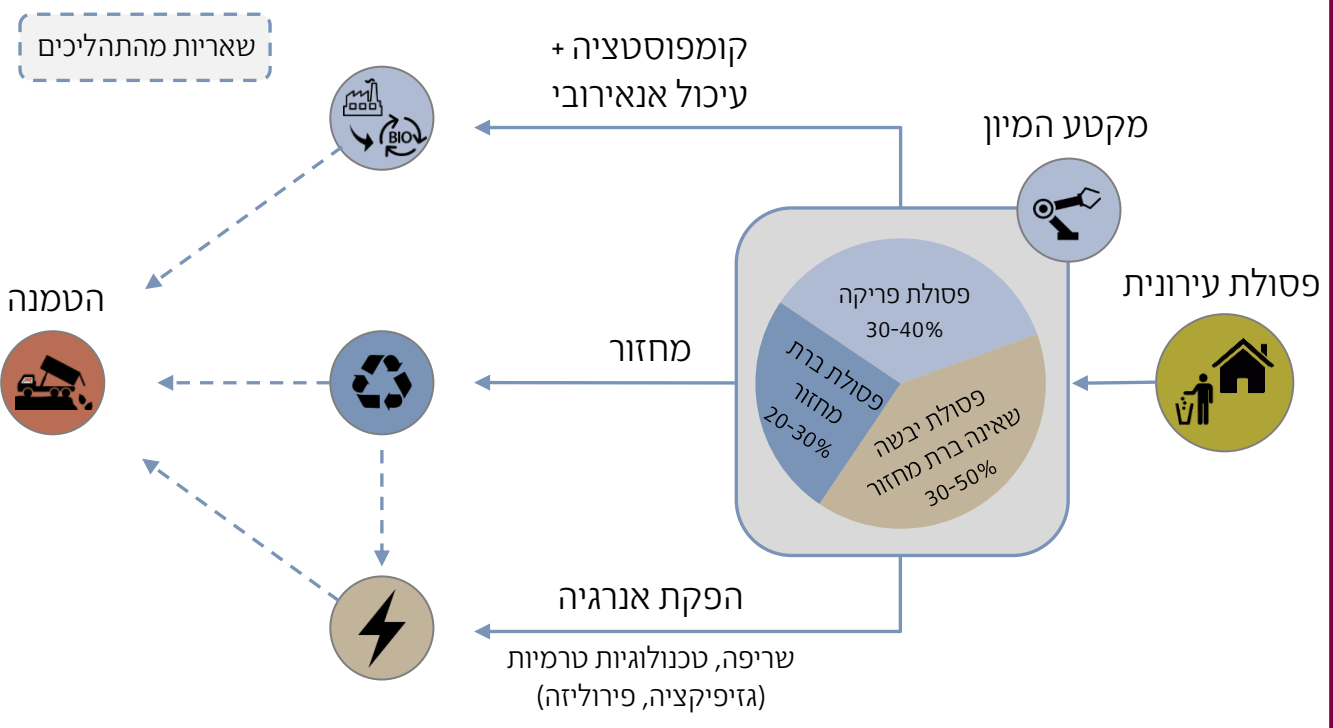 שאריות מהתהליכים
קומפוסטציה +
עיכול אנאירובי
BIO
מקטע המיון
פסולת עירונית
פסולת פריקה
30-40%
פסולת ברת
מחזור
20-30%
פסולת יבשה
שאינה ברת מחזור
30-50%
הטמנה
מחזור
הפקת אנרגיה
שריפה, טכנולוגיות טרמיות
(גזיפיקציה, פירוליזה)